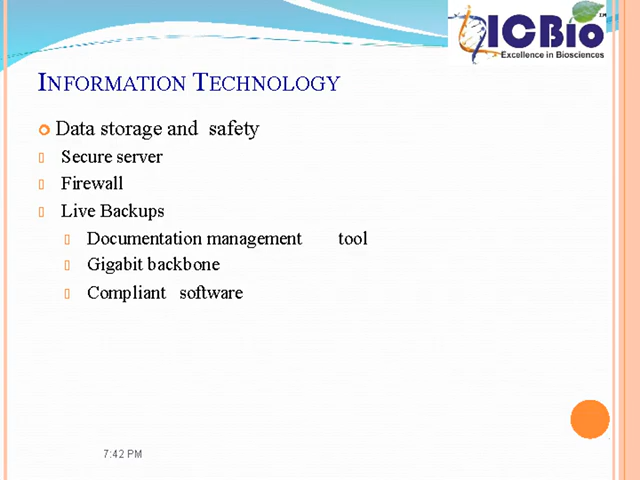 ICBio
TM
Excellence in Biosciences
INFORMATION TECHNOLOGY
Data storage and safety
Secure server
Firewall
Live Backups
Documentation management tool
Gigabit backbone
Compliant software
7:42 PM